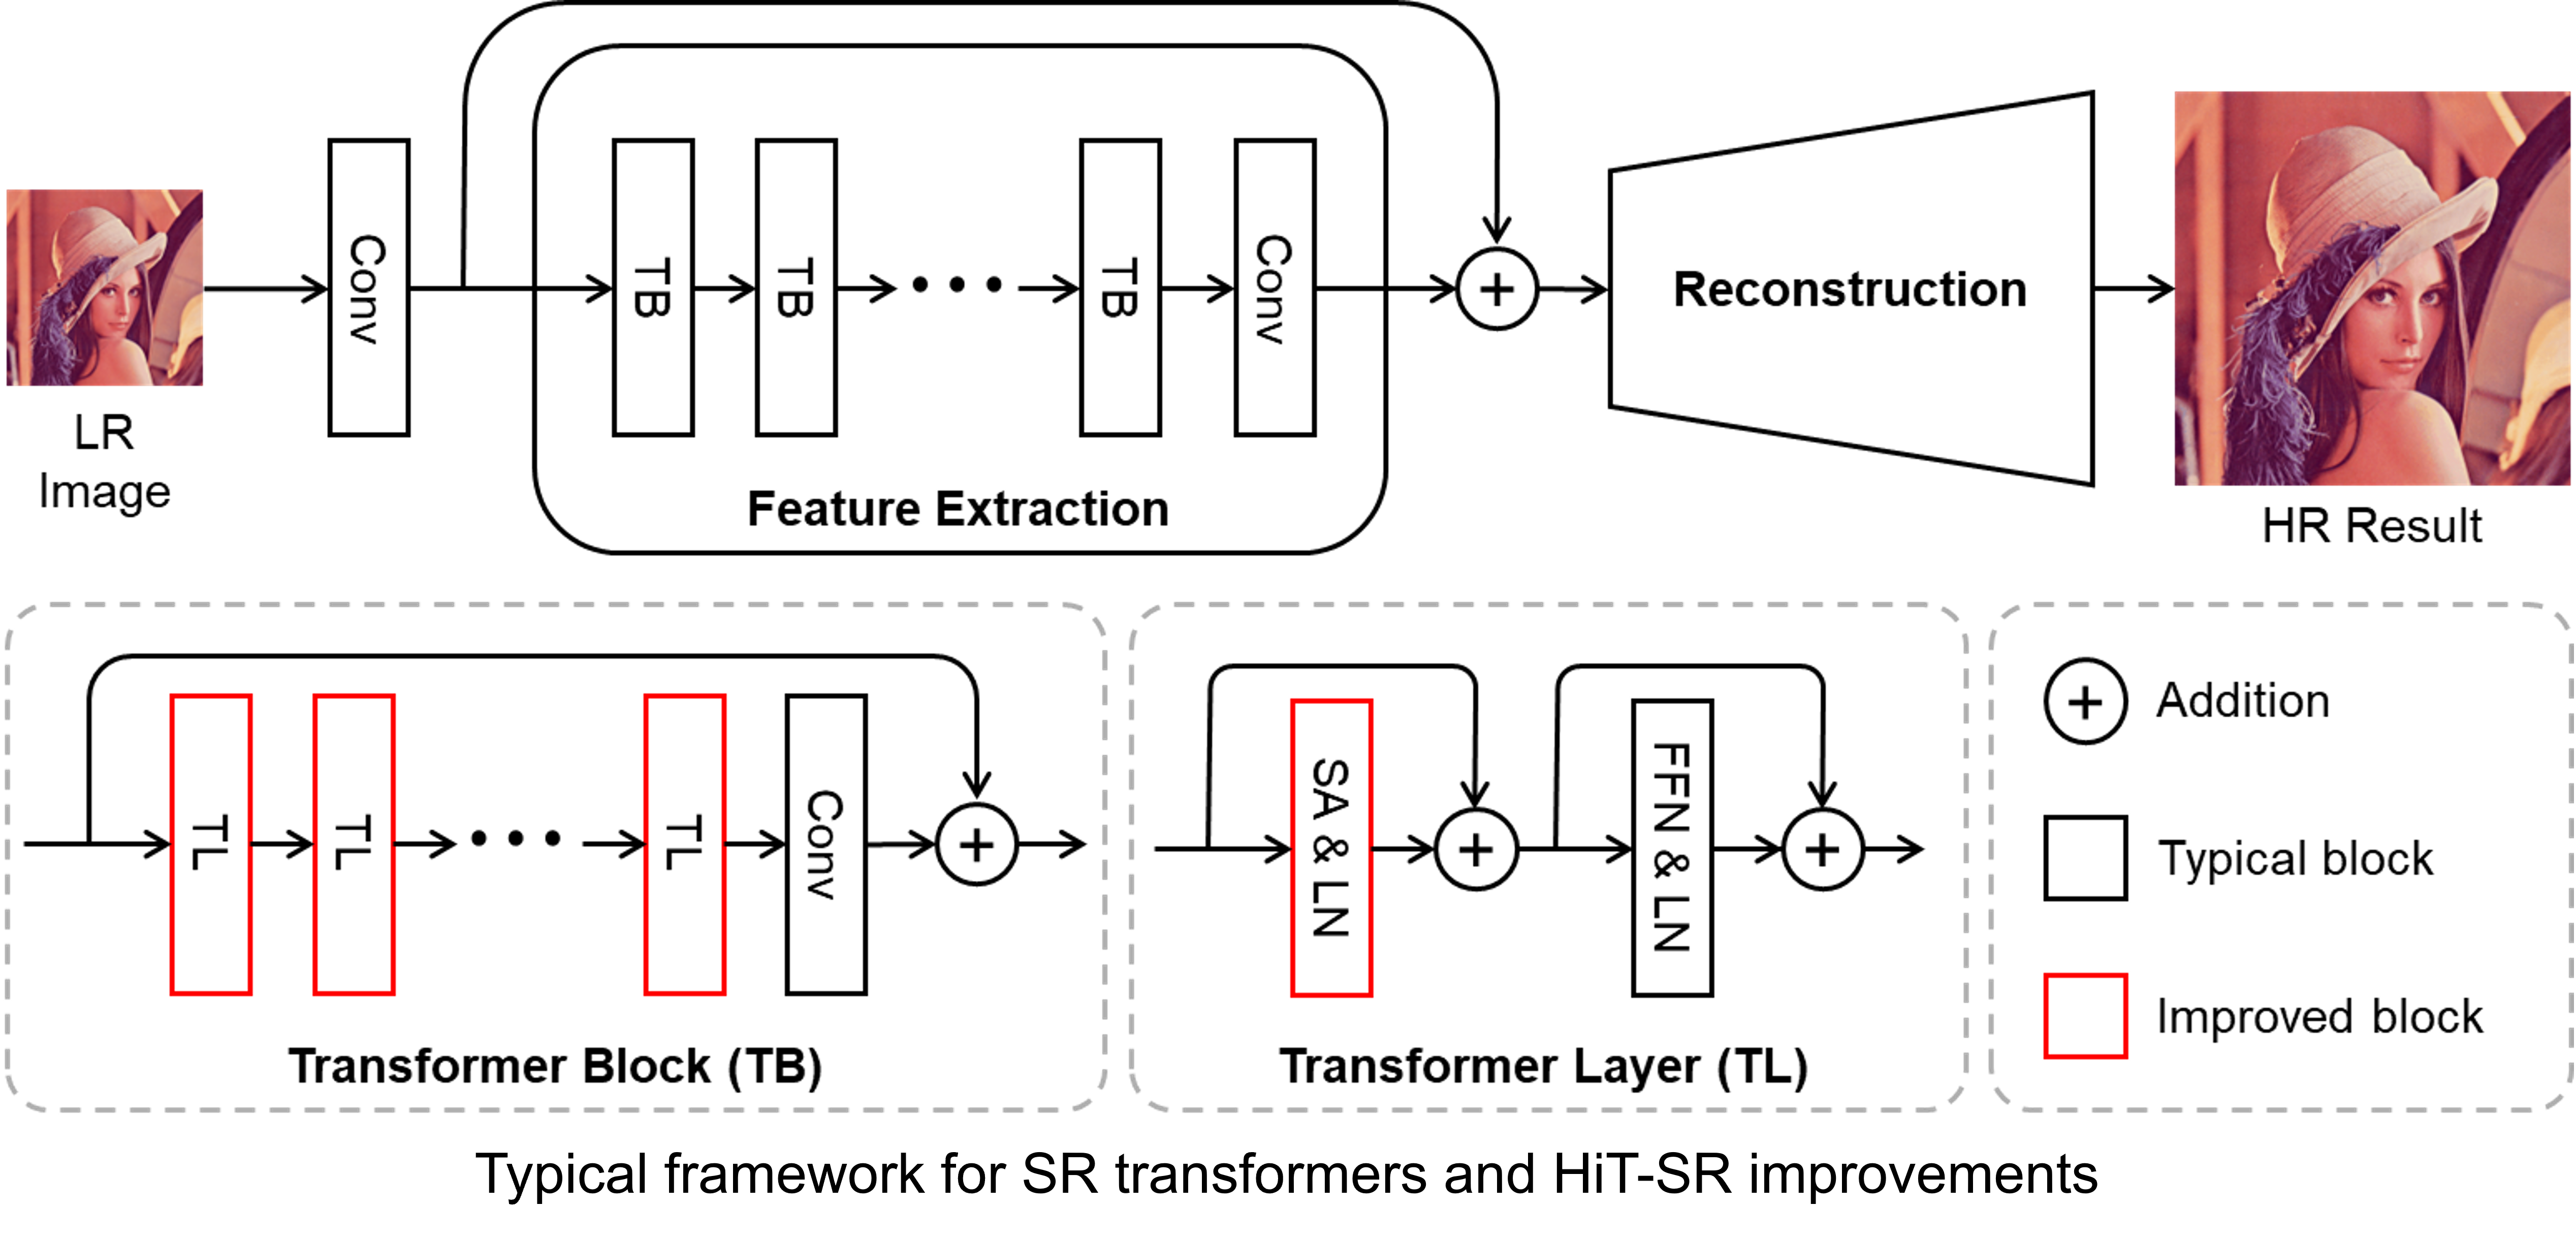 LR
Image
Conv
TB
TB
TB
Conv
Feature Extraction
+
Reconstruction
HR Result
TL
TL
TL
Conv
+
Transformer Block (TB)
SA & LN
+
FFN & LN
+
Transformer Layer (TL)
+
Addition
Typical block
Improved block
Typical framework for SR transformers and HiT-SR improvements